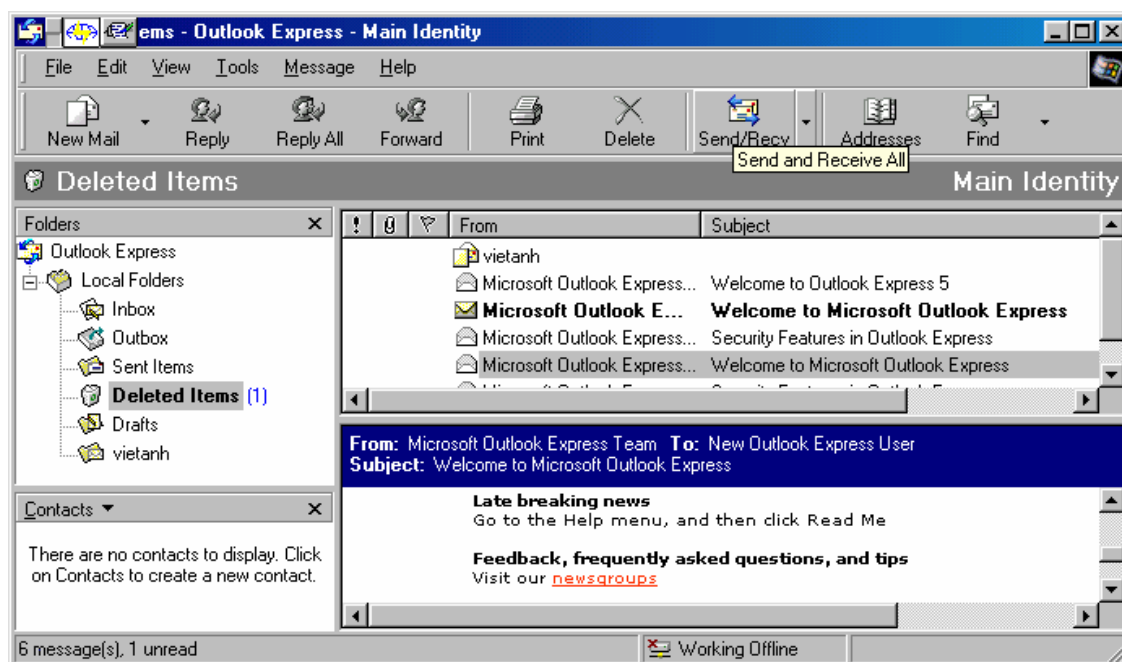 ems - Outlook Express - Main Identity
File Edit View Tools Message Help
New Mail Reply Reply All Forward Print Delete Send/Recv Addresses Find
Send and Receive All
Deleted Items Main Identity
Folders
Outlook Express
Local Folders
Inbox
Outbox
Sent Items
Deleted Items (1)
Drafts
vietanh
Contacts
There are no contacts to display. Click
on Contacts to create a new contact.
! From Subject
vietanh
Microsoft Outlook Express... Welcome to Outlook Express 5
Microsoft Outlook E... Welcome to Microsoft Outlook Express
Microsoft Outlook Express... Security Features in Outlook Express
Microsoft Outlook Express... Welcome to Microsoft Outlook Express
From: Microsoft Outlook Express Team To: New Outlook Express User
Subject: Welcome to Microsoft Outlook Express
Late breaking news
Go to the Help menu, and then click Read Me
Feedback, frequently asked questions, and tips
Visit our newsgroups
6 message(s), 1 unread Working Offline